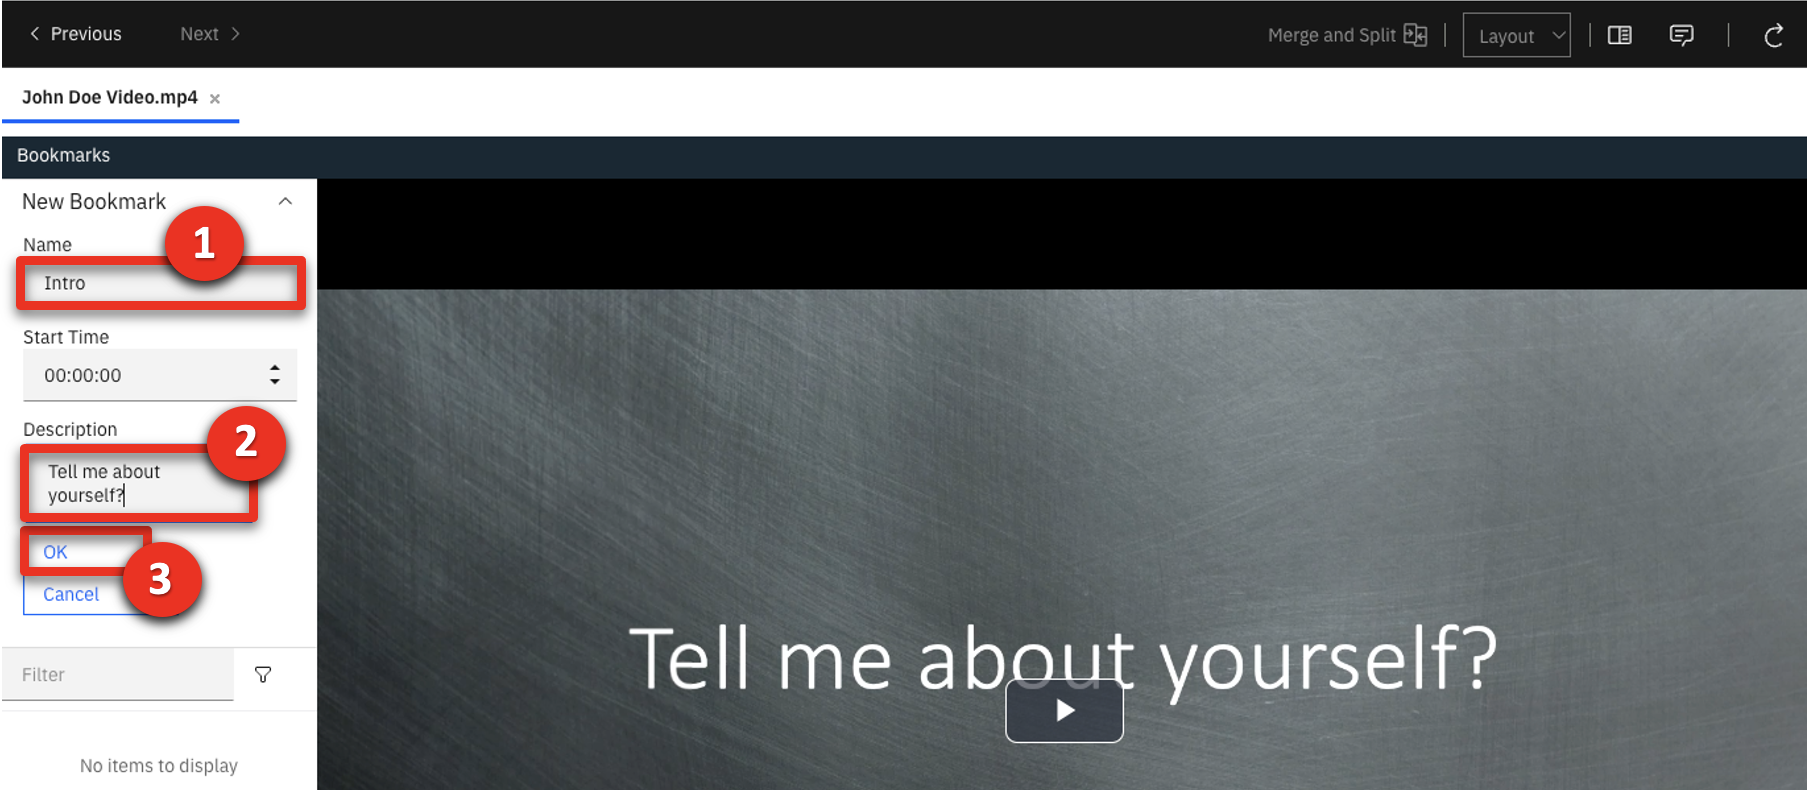 Previous
Next
Merge and Split
Layout
John Doe Video.mp4
Bookmarks
New Bookmark
Name
1
Intro
Start Time
00:00:00
Description
2
Tell me about
yourself?
OK
3
Cancel
Filter
No items to display
Tell me about yourself?